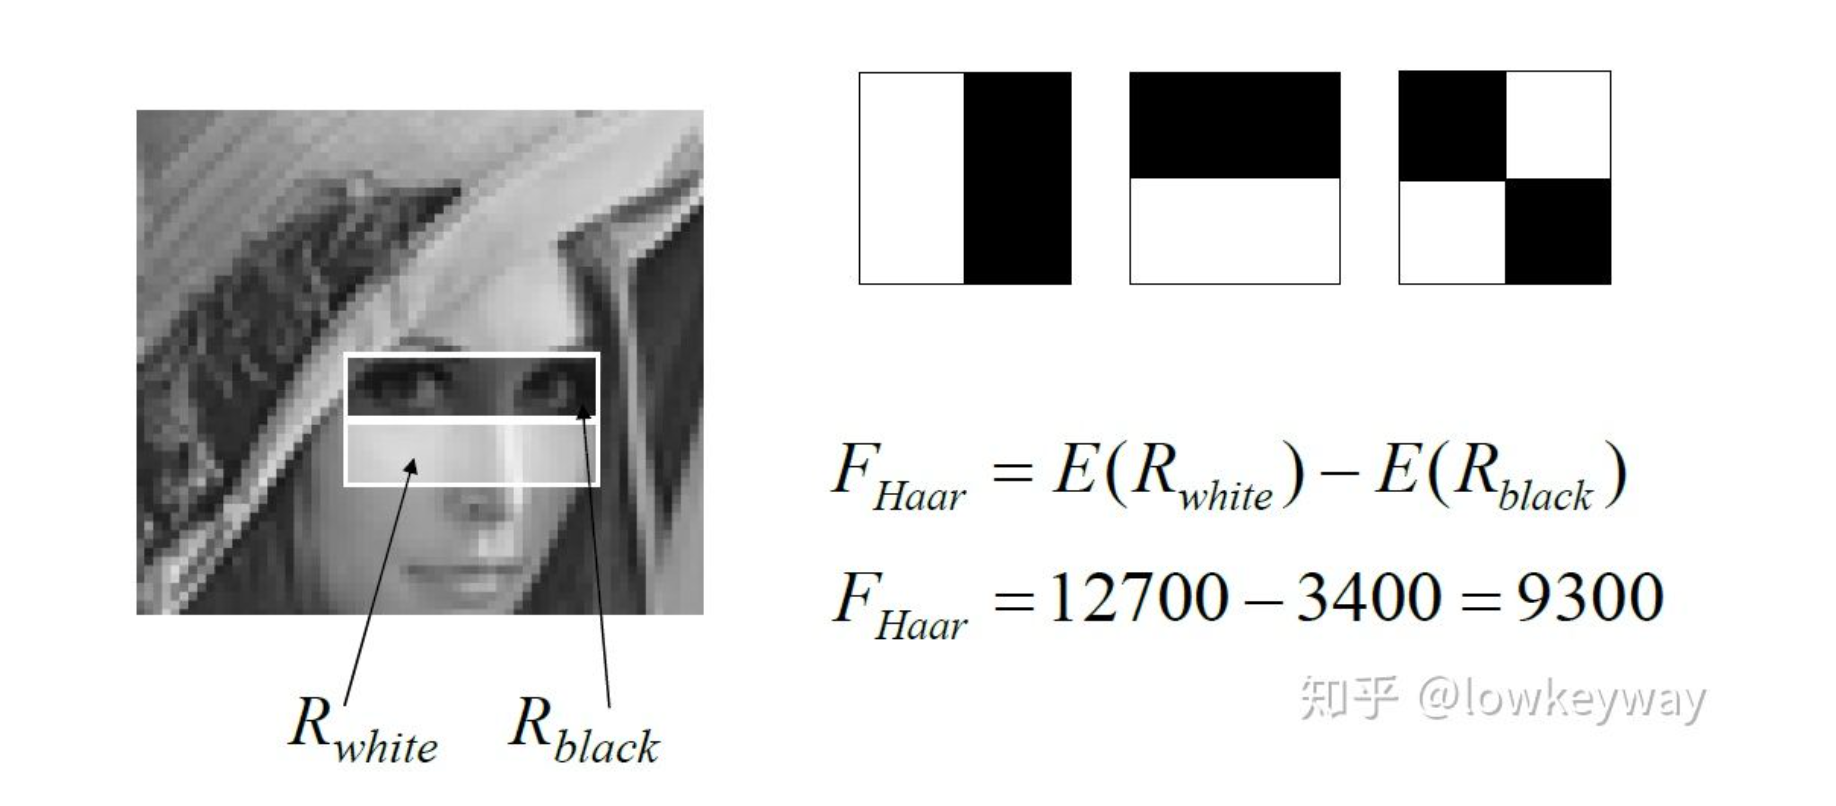 F_Haar = E(R_white) − E(R_black)
F_Haar = 12700 − 3400 = 9300
R_white R_black
知乎 @lowkeyway